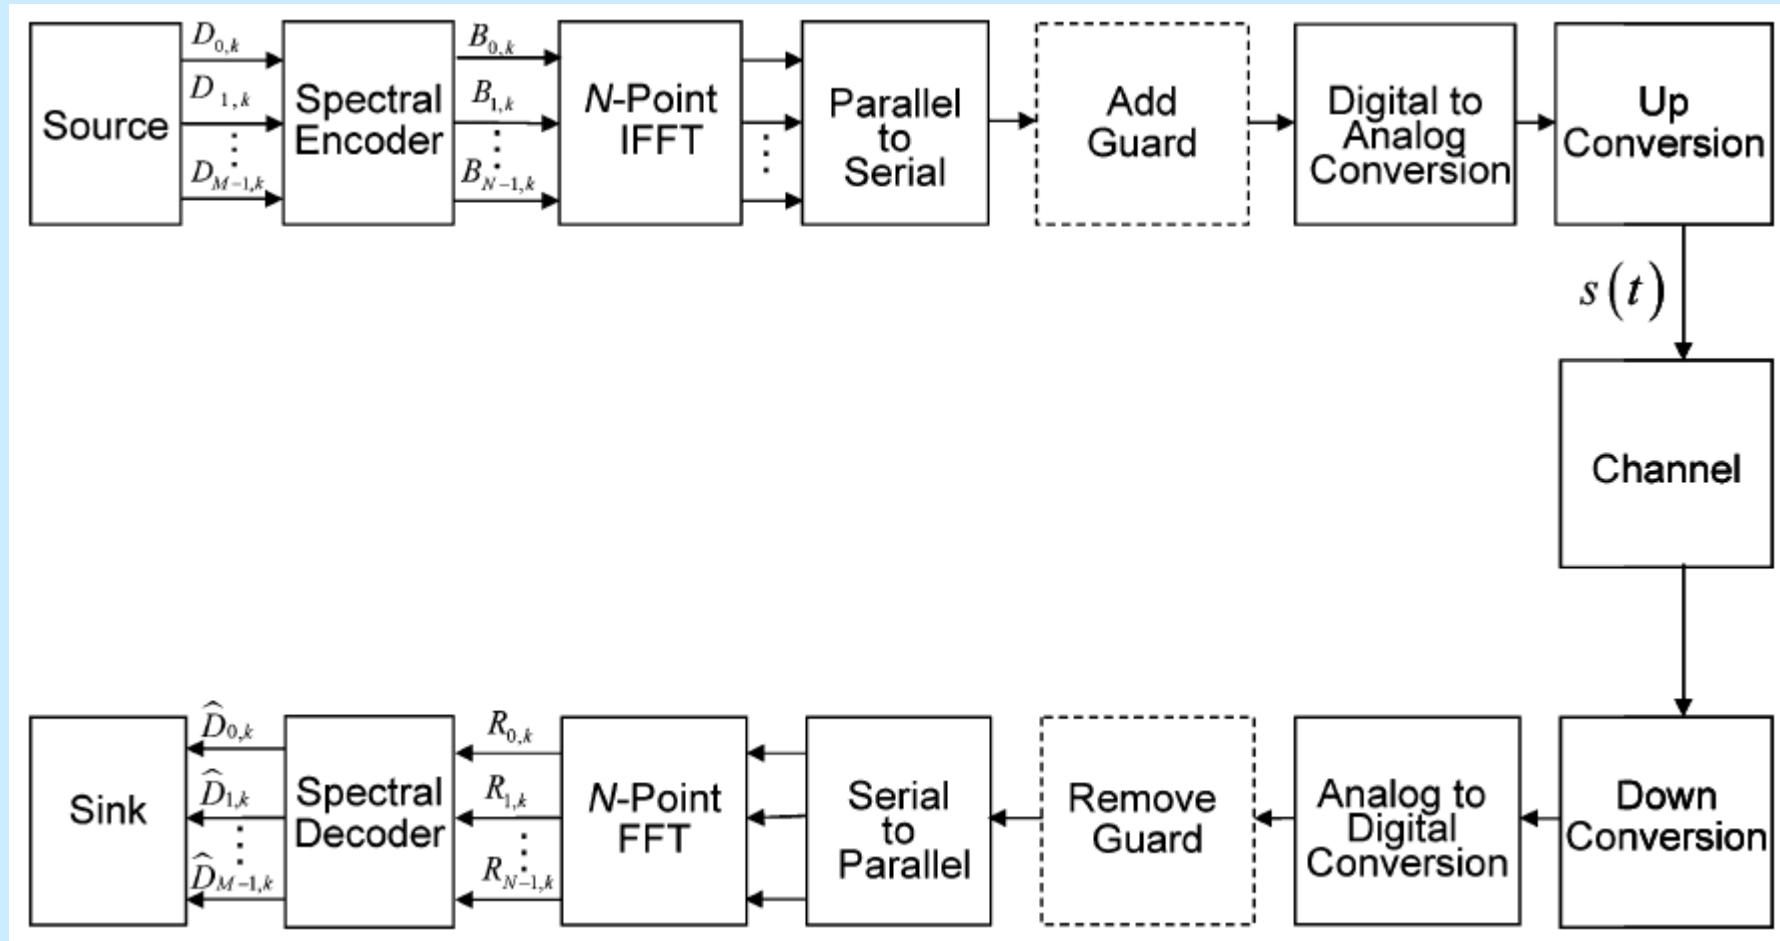 Source
D0,k
D 1,k
⋮
DM−1,k
Spectral
Encoder
B0,k
B1,k
⋮
BN−1,k
N-Point
IFFT
⋮
Parallel
to
Serial
Add
Guard
Digital to
Analog
Conversion
Up
Conversion
s(t)
Channel
Down
Conversion
Analog to
Digital
Conversion
Remove
Guard
Serial
to
Parallel
N-Point
FFT
R0,k
R1,k
⋮
RN−1,k
Spectral
Decoder
D̂0,k
D̂1,k
⋮
D̂M−1,k
Sink